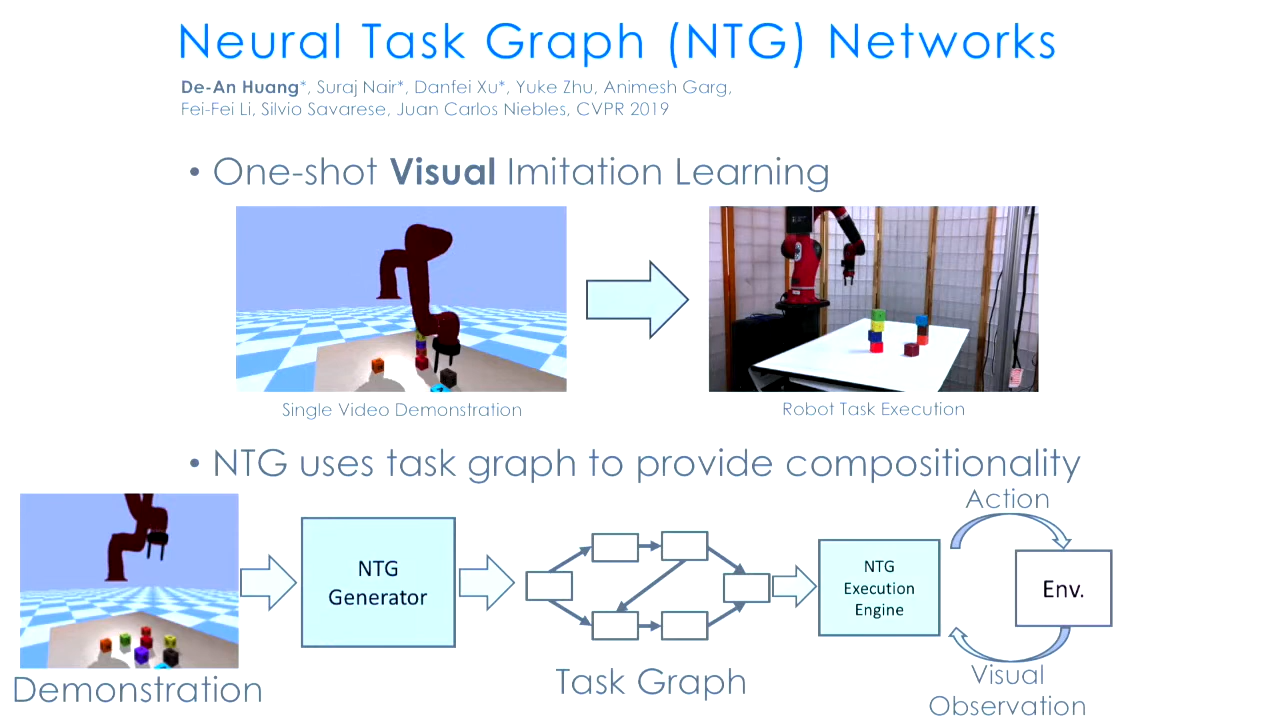 Neural Task Graph (NTG) Networks
De-An Huang*, Suraj Nair*, Danfei Xu*, Yuke Zhu, Animesh Garg,
Fei-Fei Li, Silvio Savarese, Juan Carlos Niebles, CVPR 2019
• One-shot Visual Imitation Learning
Single Video Demonstration
Robot Task Execution
• NTG uses task graph to provide compositionality
Demonstration
NTG
Generator
Task Graph
NTG
Execution
Engine
Action
Env.
Visual
Observation